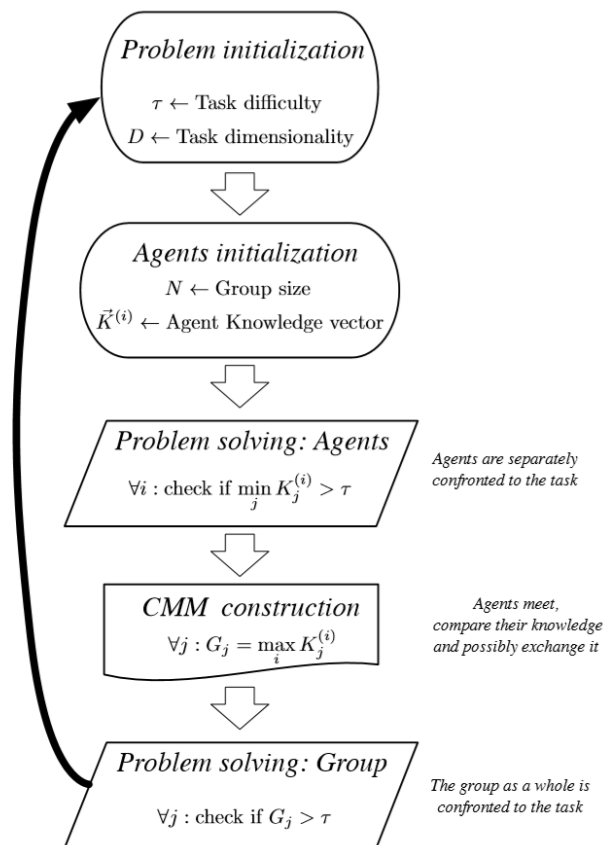 Problem initialization
τ ← Task difficulty
D ← Task dimensionality
Agents initialization
N ← Group size
K⃗⁽ⁱ⁾ ← Agent Knowledge vector
Problem solving: Agents
∀i : check if min_j K_j⁽ⁱ⁾ > τ
Agents are separately
confronted to the task
CMM construction
∀j : G_j = max_i K_j⁽ⁱ⁾
Agents meet,
compare their knowledge
and possibly exchange it
Problem solving: Group
∀j : check if G_j > τ
The group as a whole is
confronted to the task